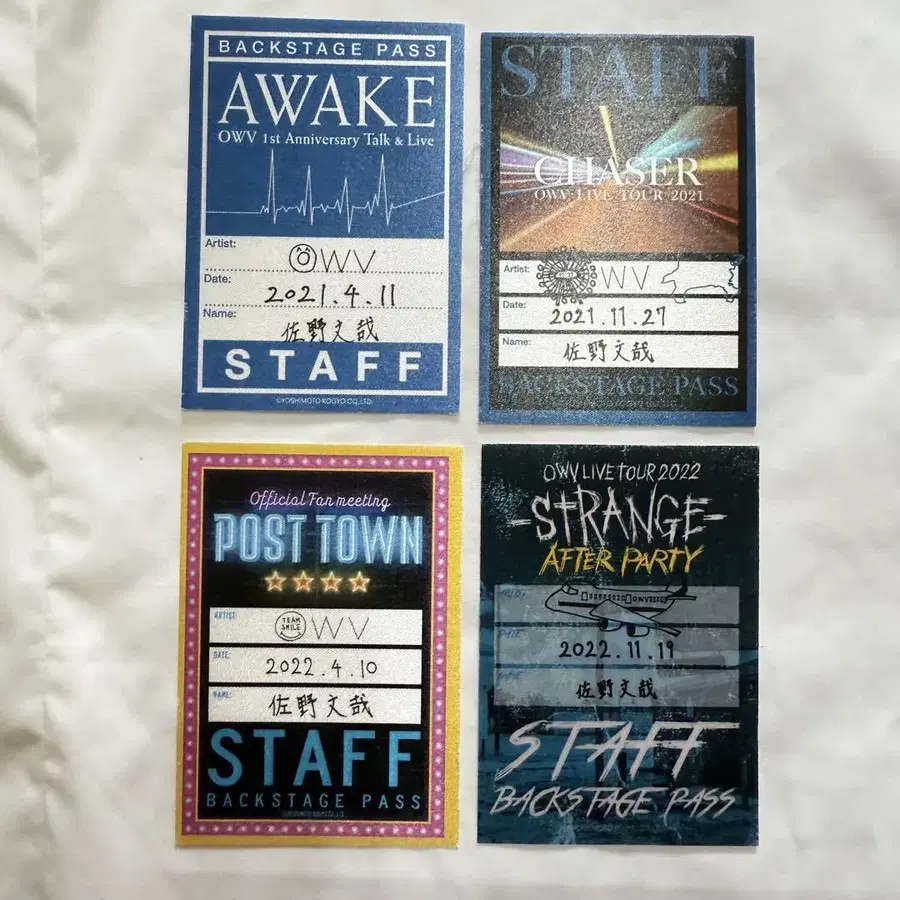 BACKSTAGE PASS
AWAKE
OWV 1st Anniversary Talk & Live
Artist: OWV
Date: 2021.4.11
Name: 佐野文哉
STAFF
©YOSHIMOTO KOGYO CO.,LTD.
STAFF
CHASER
OWV LIVE TOUR 2021
Artist: OWV
Date: 2021.11.27
Name: 佐野文哉
BACKSTAGE PASS
Official Fan meeting
POST TOWN
ARTIST: TEAM SMILE OWV
DATE: 2022.4.10
NAME: 佐野文哉
STAFF
BACKSTAGE PASS
OWV LIVE TOUR 2022
-STRANGE-
AFTER PARTY
DATE 2022.11.19
佐野文哉
STAFF
BACKSTAGE PASS